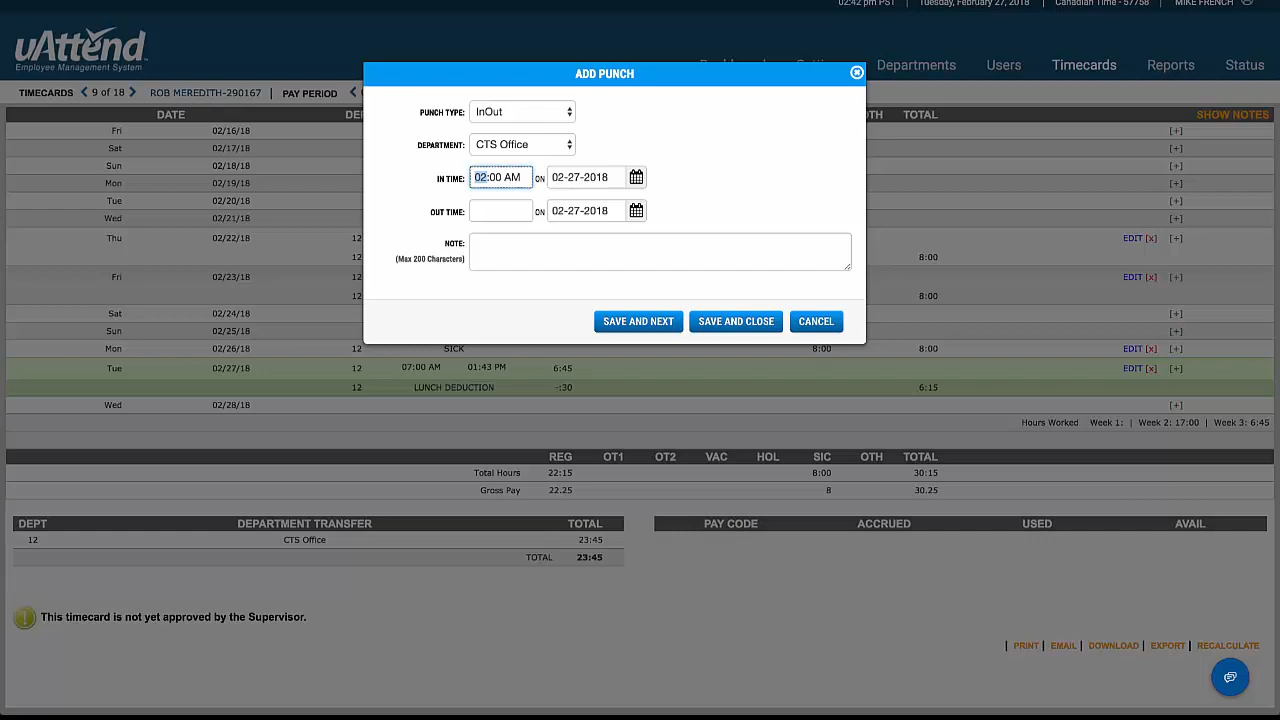 02:42 pm PST | Tuesday, February 27, 2018 | Canadian Time - 57758 | MIKE FRENCH
uAttend
Employee Management System
Departments Users Timecards Reports Status
TIMECARDS 9 of 18 ROB MEREDITH-290167 | PAY PERIOD
ADD PUNCH
PUNCH TYPE: InOut
DEPARTMENT: CTS Office
IN TIME: 02:00 AM ON 02-27-2018
OUT TIME: ON 02-27-2018
NOTE:
(Max 200 Characters)
SAVE AND NEXT SAVE AND CLOSE CANCEL
DATE TOTAL SHOW NOTES
Fri 02/16/18 [+]
Sat 02/17/18 [+]
Sun 02/18/18 [+]
Mon 02/19/18 [+]
Tue 02/20/18 [+]
Wed 02/21/18 [+]
Thu 02/22/18 12 EDIT [x] [+]
12 8:00
Fri 02/23/18 12 EDIT [x] [+]
12 8:00
Sat 02/24/18 [+]
Sun 02/25/18 [+]
Mon 02/26/18 12 SICK 8:00 8:00 EDIT [x] [+]
Tue 02/27/18 12 07:00 AM 01:43 PM 6:45 EDIT [x] [+]
12 LUNCH DEDUCTION -:30 6:15
Wed 02/28/18 [+]
Hours Worked Week 1: | Week 2: 17:00 | Week 3: 6:45
REG OT1 OT2 VAC HOL SIC OTH TOTAL
Total Hours 22:15 8:00 30:15
Gross Pay 22.25 8 30.25
DEPT DEPARTMENT TRANSFER TOTAL
12 CTS Office 23:45
TOTAL 23:45
PAY CODE ACCRUED USED AVAIL
This timecard is not yet approved by the Supervisor.
| PRINT | EMAIL | DOWNLOAD | EXPORT | RECALCULATE